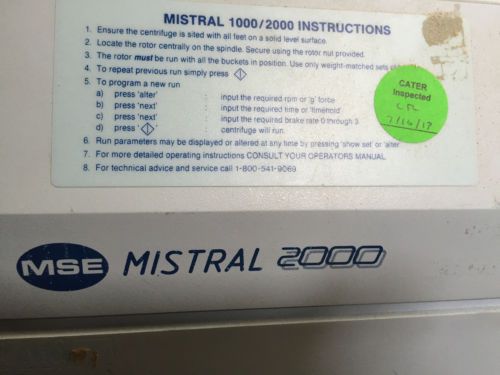 MISTRAL 1000/2000 INSTRUCTIONS
1. Ensure the centrifuge is sited with all feet on a solid level surface.
2. Locate the rotor centrally on the spindle. Secure using the rotor nut provided.
3. The rotor must be run with all the buckets in position. Use only weight-matched sets
4. To repeat previous run simply press
5. To program a new run
a) press 'alter' : input the required rpm or 'g' force
b) press 'next' : input the required time or 'timehold'
c) press 'next' : input the required brake rate 0 through 3
d) press ' ' : centrifuge will run.
6. Run parameters may be displayed or altered at any time by pressing 'show set' or 'alter'
7. For more detailed operating instructions CONSULT YOUR OPERATORS MANUAL
8. For technical advice and service call 1-800-541-9069
CATER
Inspected
MSE MISTRAL 2000